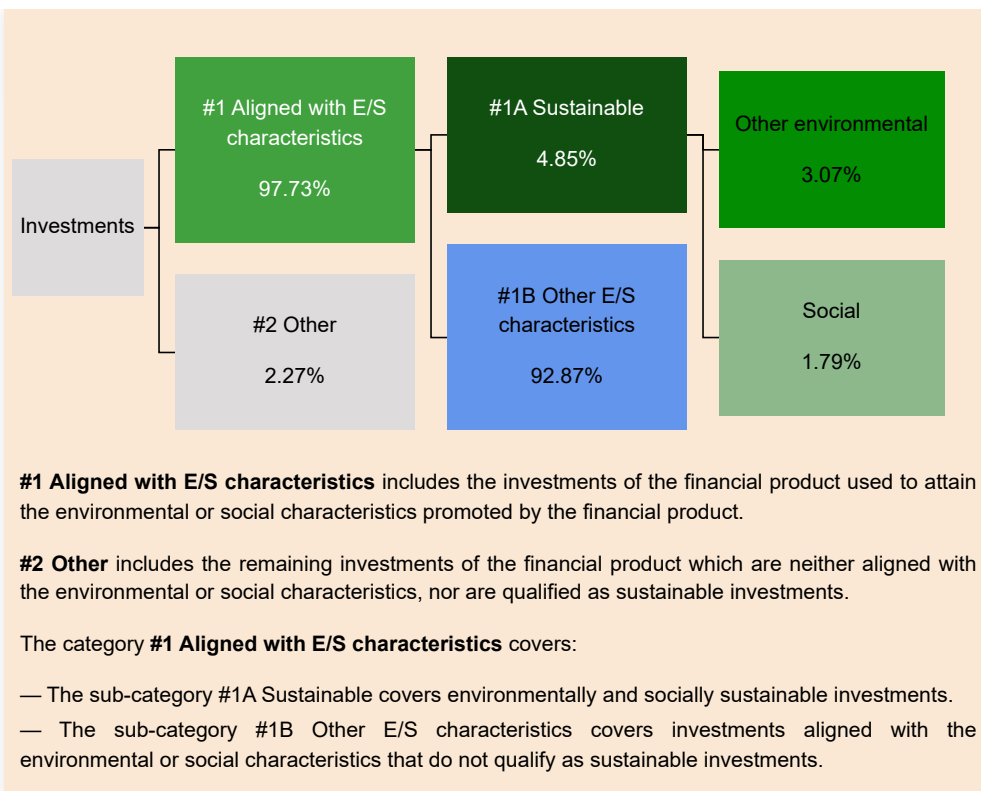 #1 Aligned with E/S
characteristics
97.73%
#1A Sustainable
4.85%
Other environmental
3.07%
Investments
#2 Other
2.27%
#1B Other E/S
characteristics
92.87%
Social
1.79%
#1 Aligned with E/S characteristics includes the investments of the financial product used to attain
the environmental or social characteristics promoted by the financial product.
#2 Other includes the remaining investments of the financial product which are neither aligned with
the environmental or social characteristics, nor are qualified as sustainable investments.
The category #1 Aligned with E/S characteristics covers:
— The sub-category #1A Sustainable covers environmentally and socially sustainable investments.
— The sub-category #1B Other E/S characteristics covers investments aligned with the
environmental or social characteristics that do not qualify as sustainable investments.